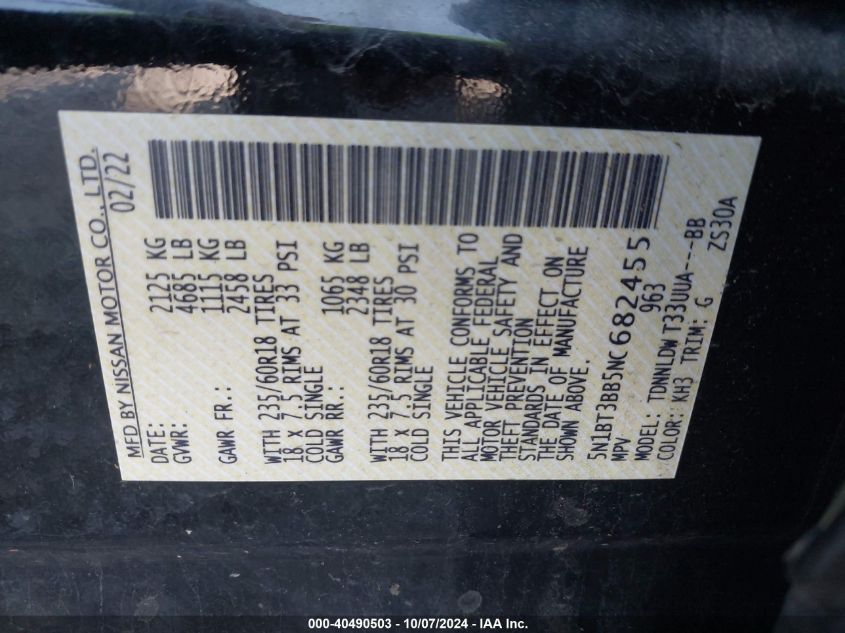 MFD BY NISSAN MOTOR CO., LTD.
DATE: 02/22
GVWR: 2125 KG
4685 LB
GAWR FR.: 1115 KG
2458 LB
WITH 235/60R18 TIRES
18 X 7.5 RIMS AT 33 PSI
COLD SINGLE
GAWR RR.: 1065 KG
2348 LB
WITH 235/60R18 TIRES
18 X 7.5 RIMS AT 30 PSI
COLD SINGLE
THIS VEHICLE CONFORMS TO
ALL APPLICABLE FEDERAL
MOTOR VEHICLE SAFETY AND
THEFT PREVENTION
STANDARDS IN EFFECT ON
THE DATE OF MANUFACTURE
SHOWN ABOVE.
5N1BT3BB5NC682455
MPV 963
MODEL: TDNNLDW T33UUA---BB
COLOR: KH3 TRIM: G ZS30A
000-40490503 - 10/07/2024 - IAA Inc.